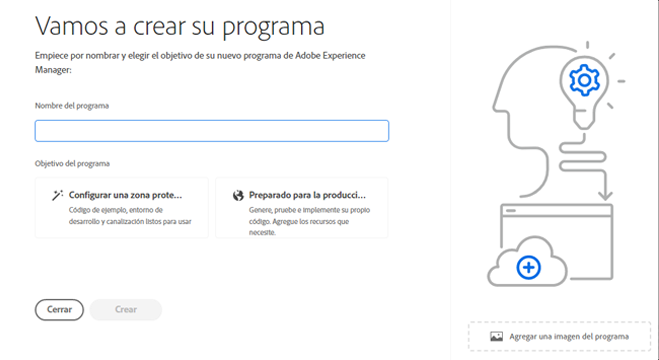 Vamos a crear su programa
Empiece por nombrar y elegir el objetivo de su nuevo programa de Adobe Experience
Manager:
Nombre del programa
Objetivo del programa
Configurar una zona prote...
Código de ejemplo, entorno de
desarrollo y canalización listos para usar
Preparado para la producci...
Genere, pruebe e implemente su propio
código. Agregue los recursos que
necesite.
Cerrar
Crear
Agregar una imagen del programa